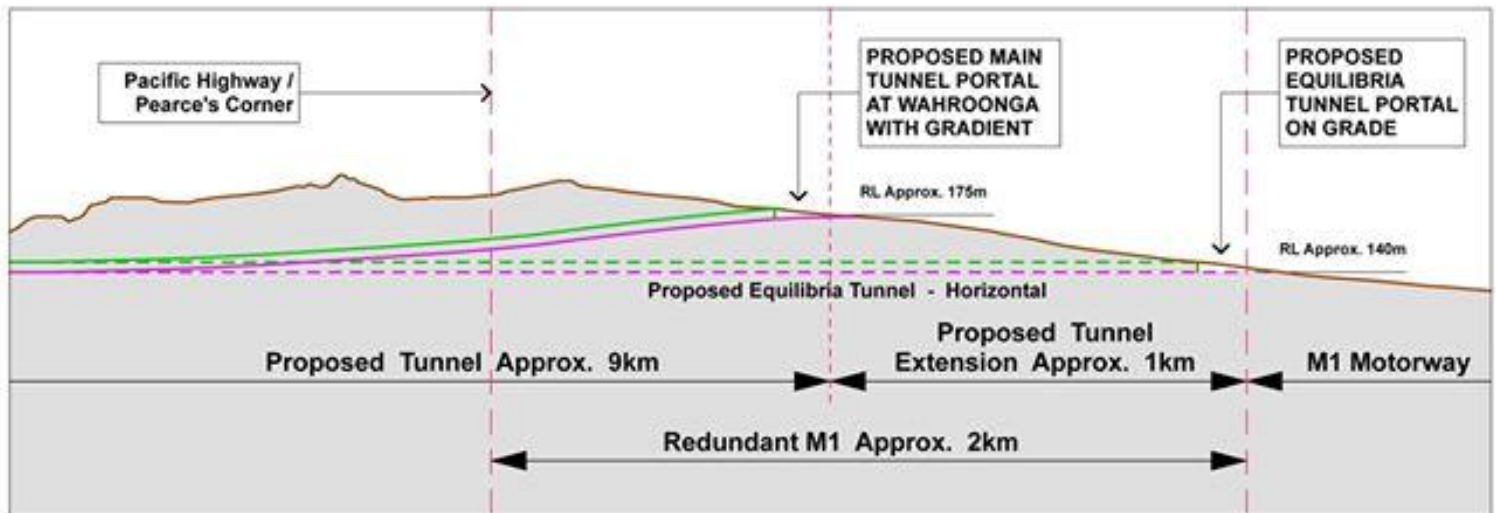 Pacific Highway /
Pearce's Corner
PROPOSED MAIN
TUNNEL PORTAL
AT WAHROONGA
WITH GRADIENT
PROPOSED
EQUILIBRIA
TUNNEL PORTAL
ON GRADE
RL Approx. 175m
RL Approx. 140m
Proposed Equilibria Tunnel - Horizontal
Proposed Tunnel Approx. 9km
Proposed Tunnel
Extension Approx. 1km
M1 Motorway
Redundant M1 Approx. 2km